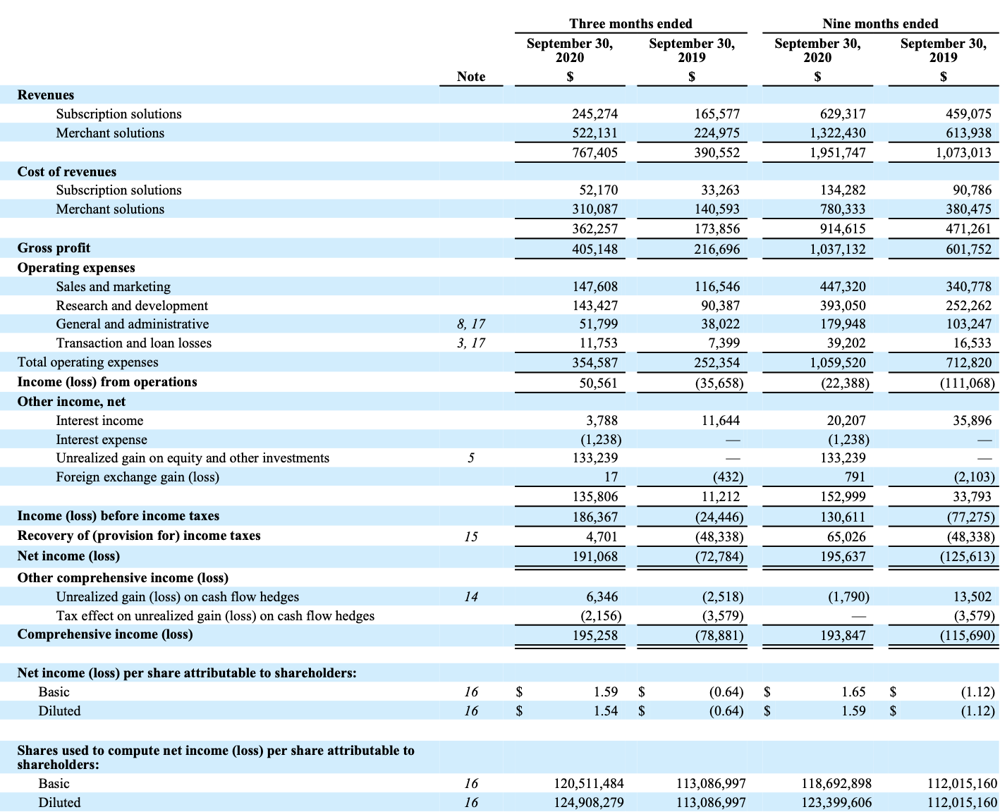 Three months ended Nine months ended
September 30, 2020 September 30, 2019 September 30, 2020 September 30, 2019
Note $ $ $ $
Revenues
Subscription solutions 245,274 165,577 629,317 459,075
Merchant solutions 522,131 224,975 1,322,430 613,938
767,405 390,552 1,951,747 1,073,013
Cost of revenues
Subscription solutions 52,170 33,263 134,282 90,786
Merchant solutions 310,087 140,593 780,333 380,475
362,257 173,856 914,615 471,261
Gross profit 405,148 216,696 1,037,132 601,752
Operating expenses
Sales and marketing 147,608 116,546 447,320 340,778
Research and development 143,427 90,387 393,050 252,262
General and administrative 8, 17 51,799 38,022 179,948 103,247
Transaction and loan losses 3, 17 11,753 7,399 39,202 16,533
Total operating expenses 354,587 252,354 1,059,520 712,820
Income (loss) from operations 50,561 (35,658) (22,388) (111,068)
Other income, net
Interest income 3,788 11,644 20,207 35,896
Interest expense (1,238) — (1,238) —
Unrealized gain on equity and other investments 5 133,239 — 133,239 —
Foreign exchange gain (loss) 17 (432) 791 (2,103)
135,806 11,212 152,999 33,793
Income (loss) before income taxes 186,367 (24,446) 130,611 (77,275)
Recovery of (provision for) income taxes 15 4,701 (48,338) 65,026 (48,338)
Net income (loss) 191,068 (72,784) 195,637 (125,613)
Other comprehensive income (loss)
Unrealized gain (loss) on cash flow hedges 14 6,346 (2,518) (1,790) 13,502
Tax effect on unrealized gain (loss) on cash flow hedges (2,156) (3,579) — (3,579)
Comprehensive income (loss) 195,258 (78,881) 193,847 (115,690)
Net income (loss) per share attributable to shareholders:
Basic 16 $ 1.59 $ (0.64) $ 1.65 $ (1.12)
Diluted 16 $ 1.54 $ (0.64) $ 1.59 $ (1.12)
Shares used to compute net income (loss) per share attributable to
shareholders:
Basic 16 120,511,484 113,086,997 118,692,898 112,015,160
Diluted 16 124,908,279 113,086,997 123,399,606 112,015,160